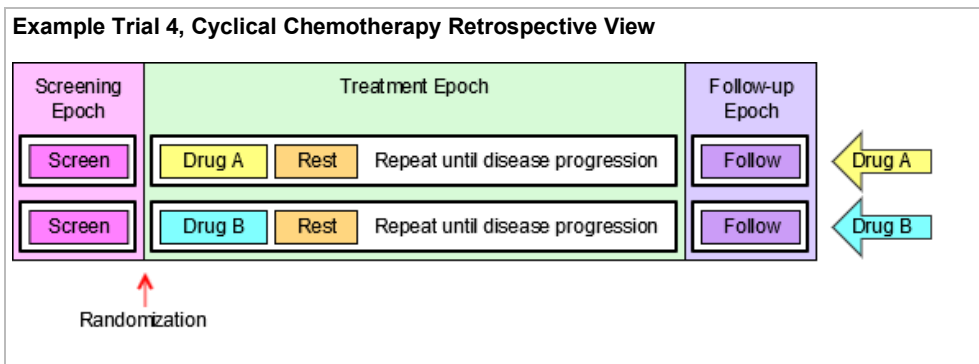 Example Trial 4, Cyclical Chemotherapy Retrospective View
Screening Epoch
Treatment Epoch
Follow-up Epoch
Screen
Drug A
Rest
Repeat until disease progression
Follow
Drug A
Screen
Drug B
Rest
Repeat until disease progression
Follow
Drug B
Randomization